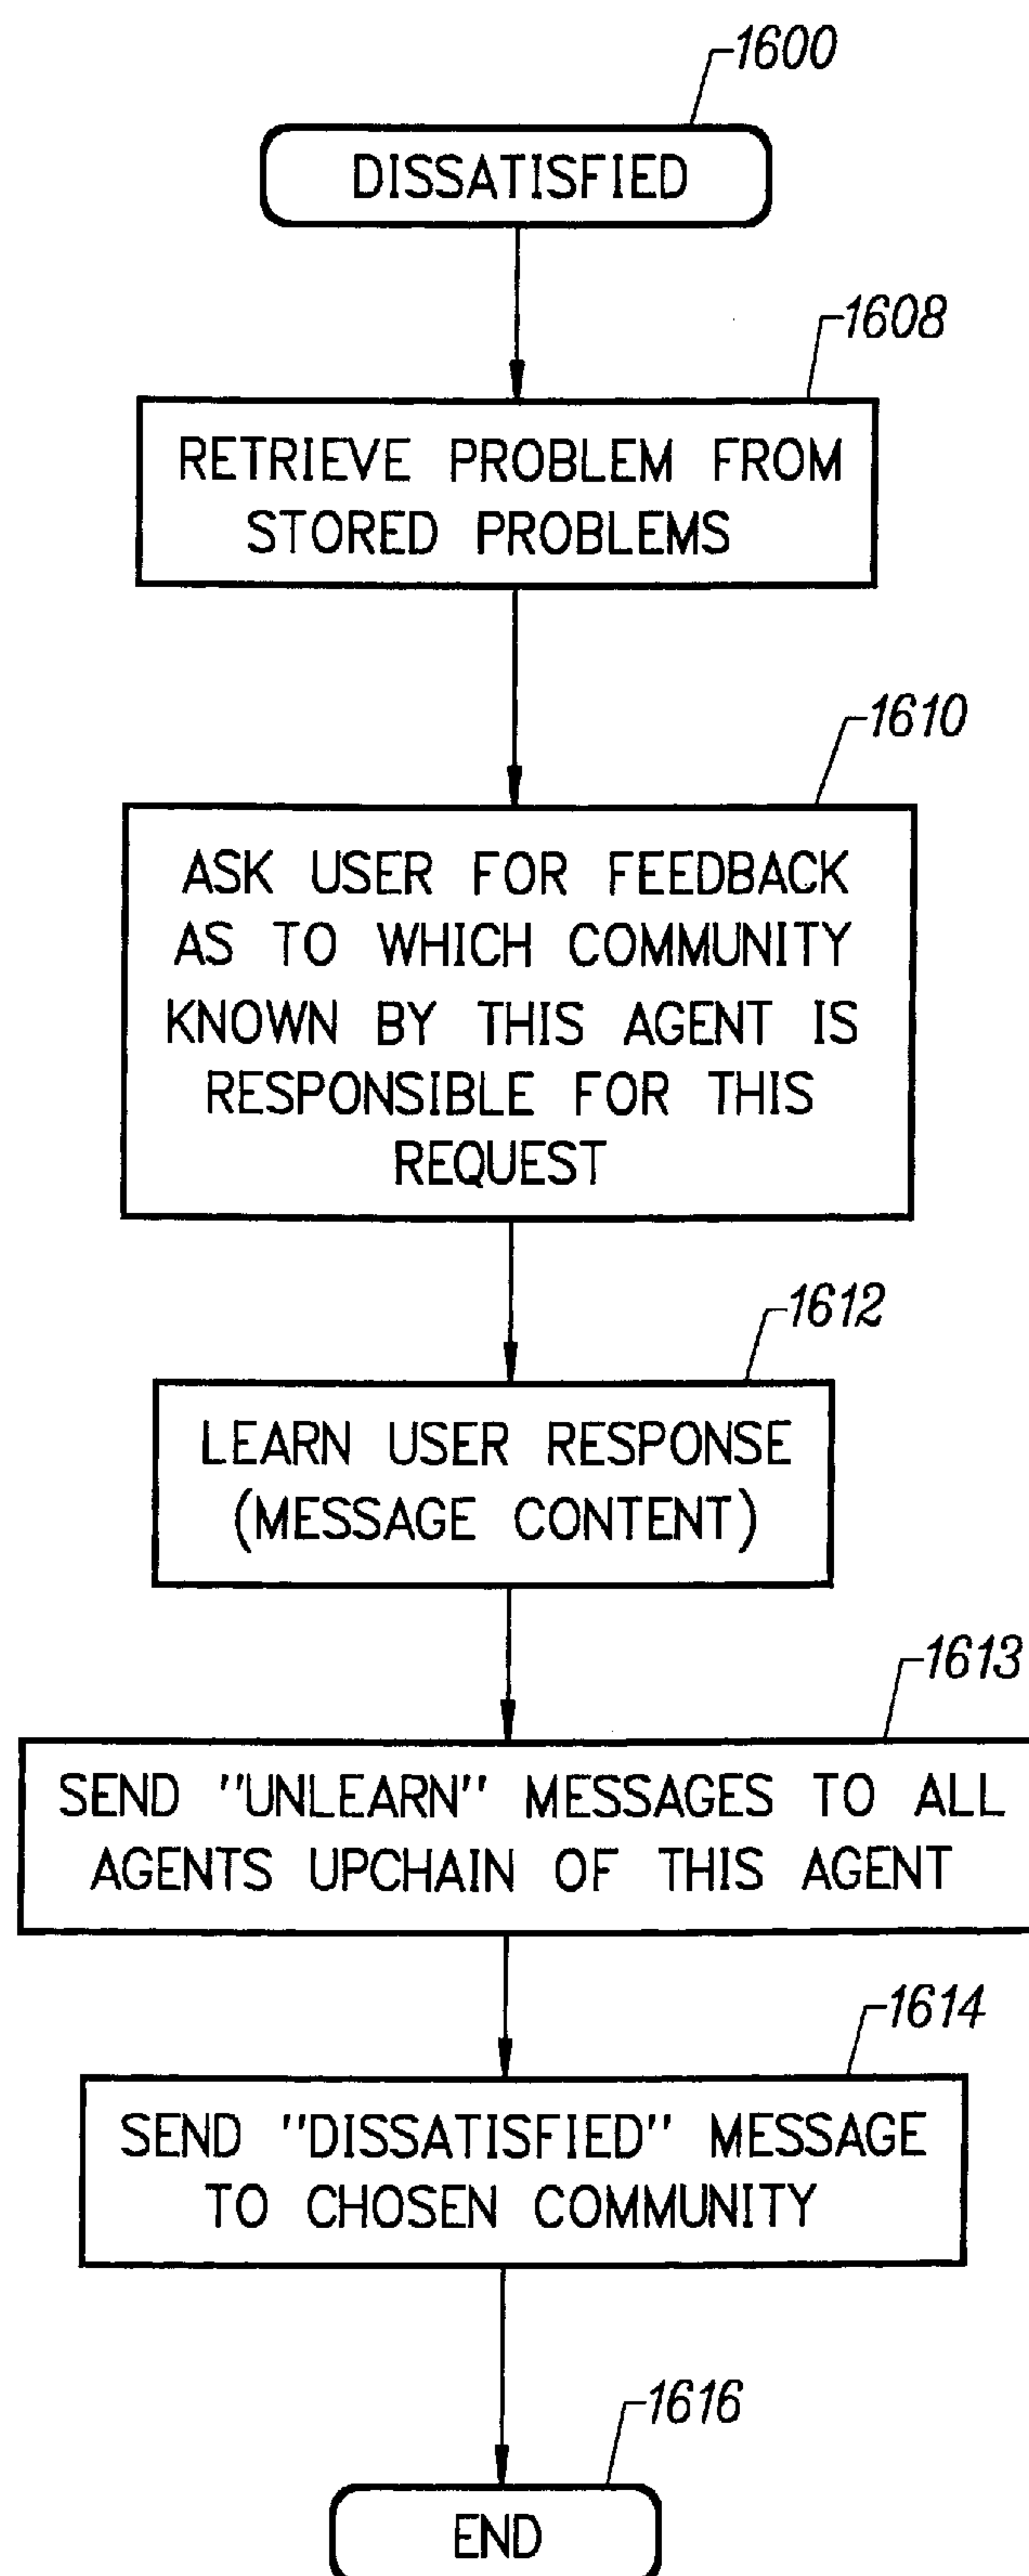 1600
DISSATISFIED
1608
RETRIEVE PROBLEM FROM
STORED PROBLEMS
1610
ASK USER FOR FEEDBACK
AS TO WHICH COMMUNITY
KNOWN BY THIS AGENT IS
RESPONSIBLE FOR THIS
REQUEST
1612
LEARN USER RESPONSE
(MESSAGE CONTENT)
1613
SEND "UNLEARN" MESSAGES TO ALL
AGENTS UPCHAIN OF THIS AGENT
1614
SEND "DISSATISFIED" MESSAGE
TO CHOSEN COMMUNITY
1616
END